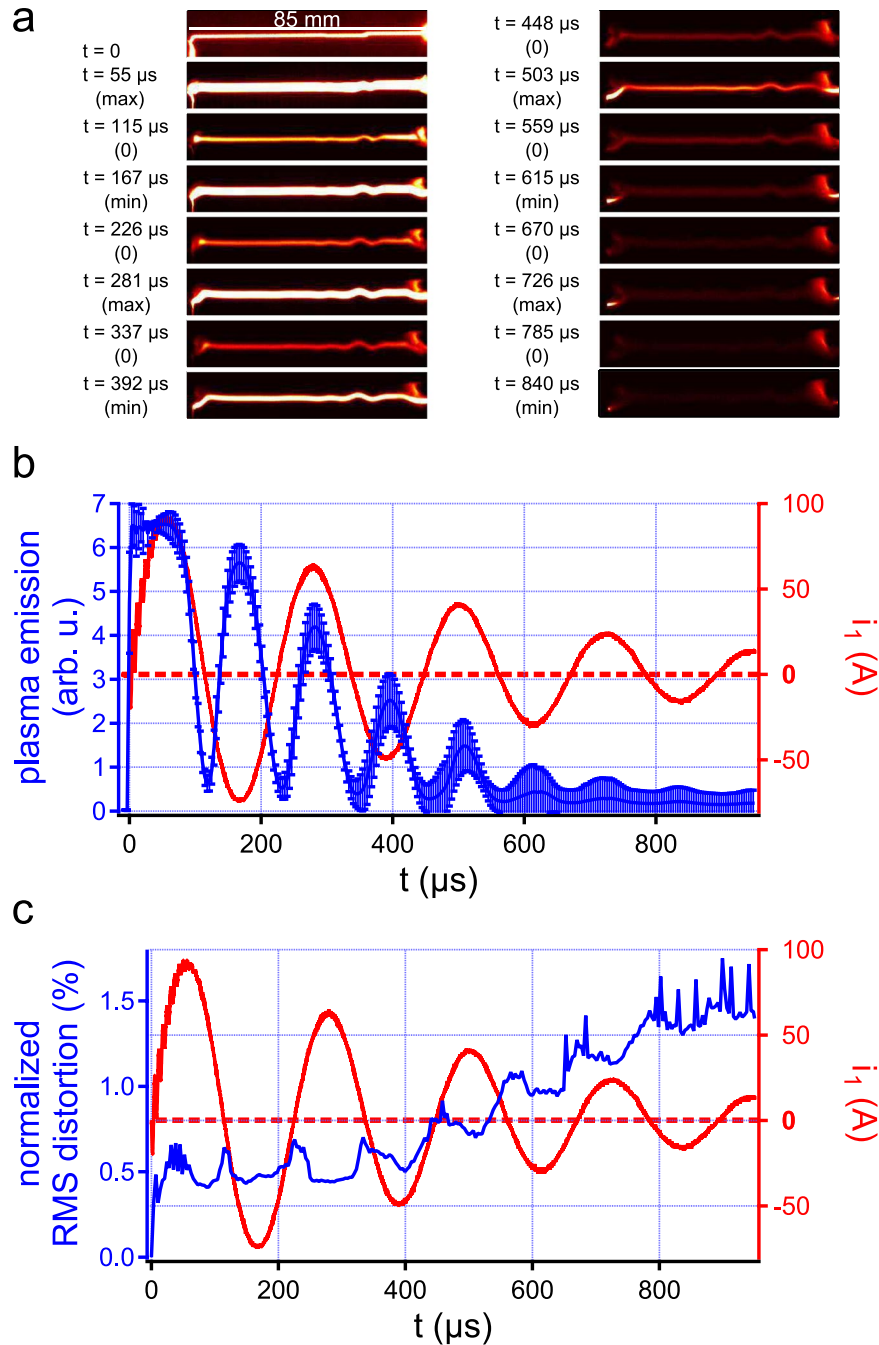 a
85 mm
t = 0
t = 55 µs
(max)
t = 115 µs
(0)
t = 167 µs
(min)
t = 226 µs
(0)
t = 281 µs
(max)
t = 337 µs
(0)
t = 392 µs
(min)
t = 448 µs
(0)
t = 503 µs
(max)
t = 559 µs
(0)
t = 615 µs
(min)
t = 670 µs
(0)
t = 726 µs
(max)
t = 785 µs
(0)
t = 840 µs
(min)
b
plasma emission
(arb. u.)
7
6
5
4
3
2
1
0
100
50
0
-50
i₁ (A)
0
200
400
600
800
t (µs)
c
normalized
RMS distortion (%)
1.5
1.0
0.5
0.0
100
50
0
-50
i₁ (A)
0
200
400
600
800
t (µs)